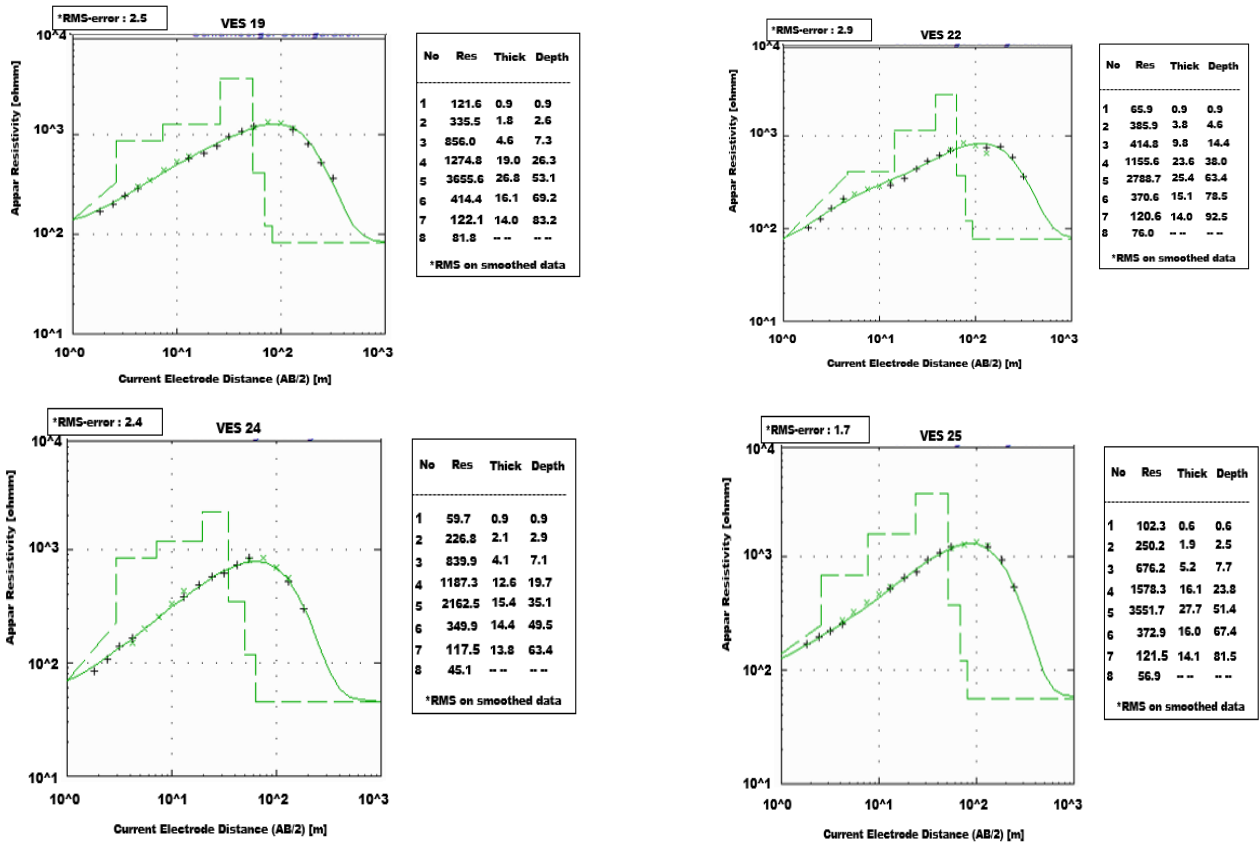 *RMS-error : 2.5
VES 19
10^4
10^3
10^2
10^1
10^0 10^1 10^2 10^3
Appar Resistivity [ohmm]
Current Electrode Distance (AB/2) [m]
No Res Thick Depth
1 121.6 0.9 0.9
2 335.5 1.8 2.6
3 856.0 4.6 7.3
4 1274.8 19.0 26.3
5 3655.6 26.8 53.1
6 414.4 16.1 69.2
7 122.1 14.0 83.2
8 81.8 -- --
*RMS on smoothed data
*RMS-error : 2.9
VES 22
10^4
10^3
10^2
10^1
10^0 10^1 10^2 10^3
Appar Resistivity [ohmm]
Current Electrode Distance (AB/2) [m]
No Res Thick Depth
1 65.9 0.9 0.9
2 385.9 3.8 4.6
3 414.8 9.8 14.4
4 1155.6 23.6 38.0
5 2788.7 25.4 63.4
6 370.6 15.1 78.5
7 120.6 14.0 92.5
8 76.0 -- --
*RMS on smoothed data
*RMS-error : 2.4
VES 24
10^4
10^3
10^2
10^1
10^0 10^1 10^2 10^3
Appar Resistivity [ohmm]
Current Electrode Distance (AB/2) [m]
No Res Thick Depth
1 59.7 0.9 0.9
2 226.8 2.1 2.9
3 839.9 4.1 7.1
4 1187.3 12.6 19.7
5 2162.5 15.4 35.1
6 349.9 14.4 49.5
7 117.5 13.8 63.4
8 45.1 -- --
*RMS on smoothed data
*RMS-error : 1.7
VES 25
10^4
10^3
10^2
10^1
10^0 10^1 10^2 10^3
Appar Resistivity [ohmm]
Current Electrode Distance (AB/2) [m]
No Res Thick Depth
1 102.3 0.6 0.6
2 250.2 1.9 2.5
3 676.2 5.2 7.7
4 1578.3 16.1 23.8
5 3551.7 27.7 51.4
6 372.9 16.0 67.4
7 121.5 14.1 81.5
8 56.9 -- --
*RMS on smoothed data